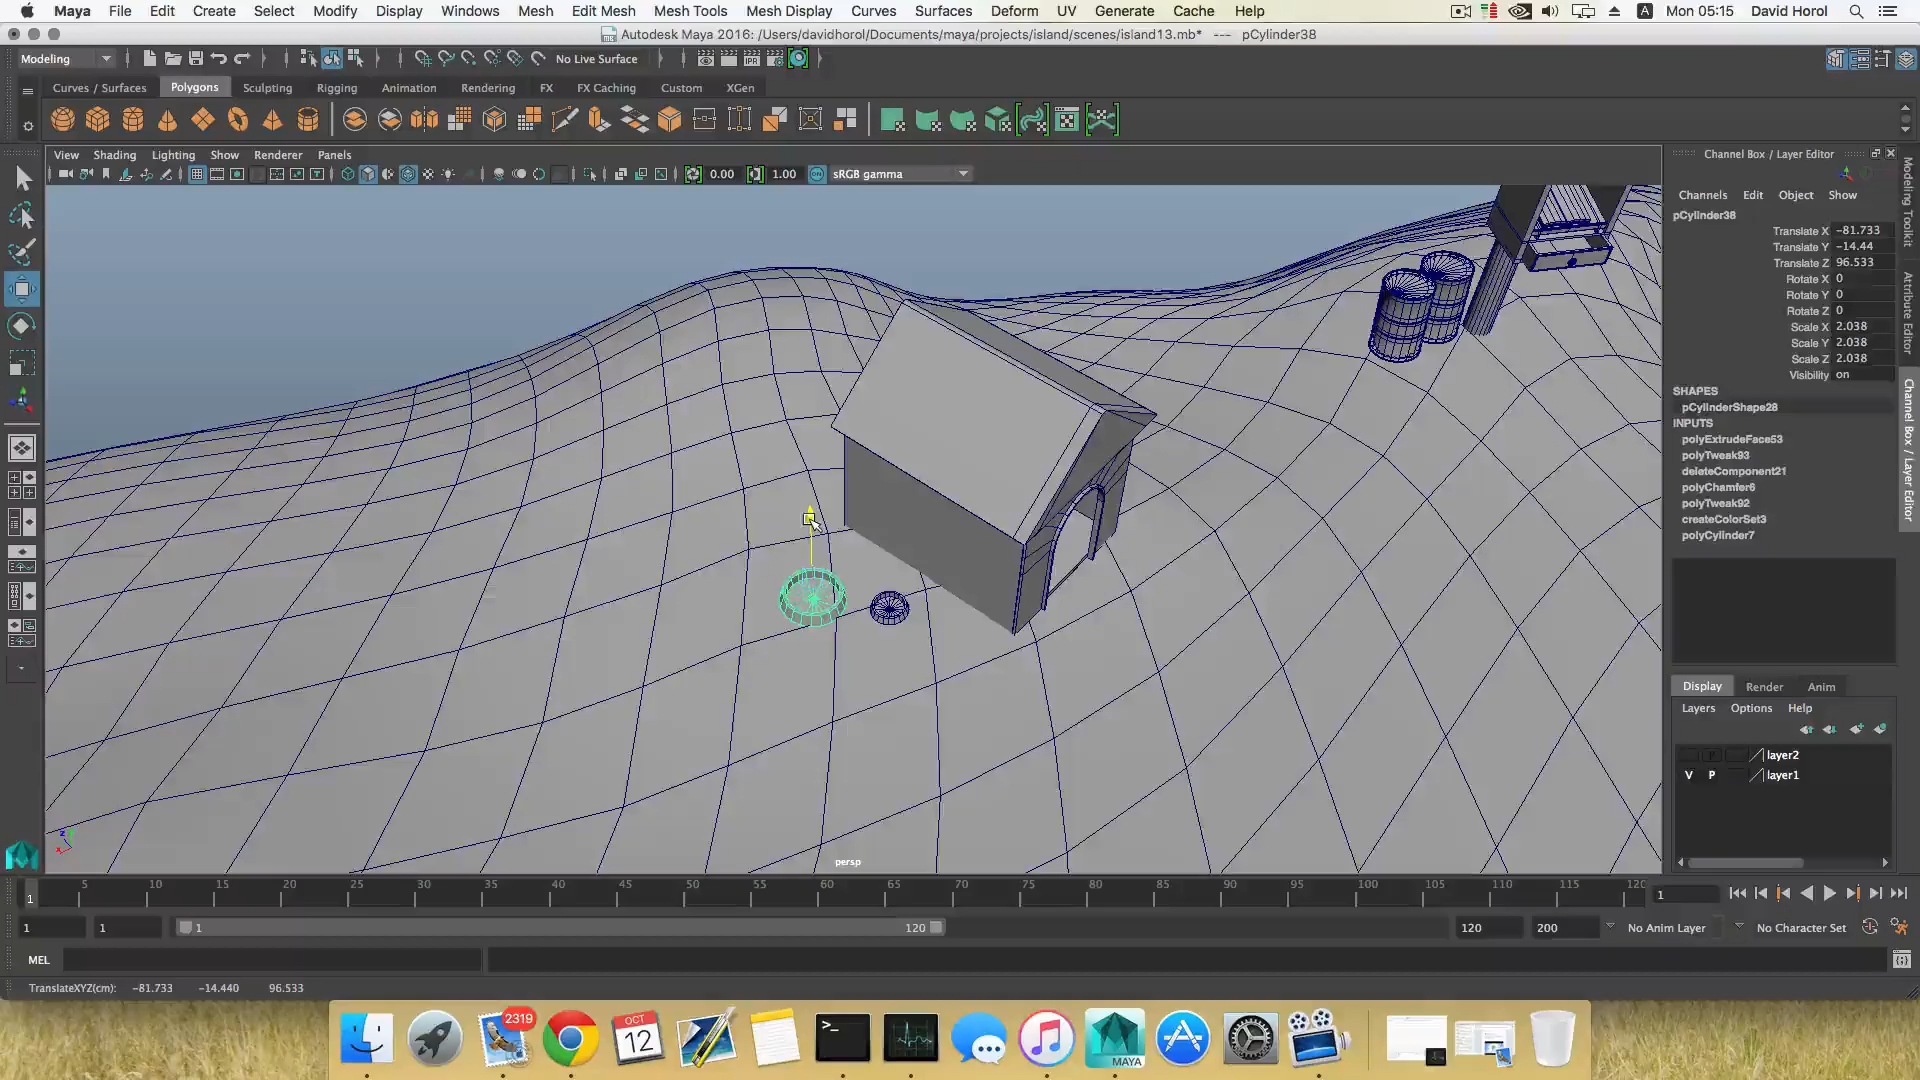 Maya File Edit Create Select Modify Display Windows Mesh Edit Mesh Mesh Tools Mesh Display Curves Surfaces Deform UV Generate Cache Help Mon 05:15 David Horol
Autodesk Maya 2016: /Users/davidhorol/Documents/maya/projects/island/scenes/island13.mb* --- pCylinder38
Modeling No Live Surface
Curves / Surfaces Polygons Sculpting Rigging Animation Rendering FX FX Caching Custom XGen
View Shading Lighting Show Renderer Panels
0.00 1.00 sRGB gamma
Channel Box / Layer Editor
Channels Edit Object Show
pCylinder38
Translate X -81.733
Translate Y -14.44
Translate Z 96.533
Rotate X 0
Rotate Y 0
Rotate Z 0
Scale X 2.038
Scale Y 2.038
Scale Z 2.038
Visibility on
SHAPES
pCylinderShape28
INPUTS
polyExtrudeFace53
polyTweak93
deleteComponent21
polyChamfer6
polyTweak92
createColorSet3
polyCylinder7
Modeling Toolkit
Attribute Editor
Channel Box / Layer Editor
Display Render Anim
Layers Options Help
P layer2
V P layer1
persp
1 5 10 15 20 25 30 35 40 45 50 55 60 65 70 75 80 85 90 95 100 105 110 115 120 1
1 1 1 120 120 200 No Anim Layer No Character Set
MEL
TranslateXYZ(cm): -81.733 -14.440 96.533
2319
OCT
12
MAYA